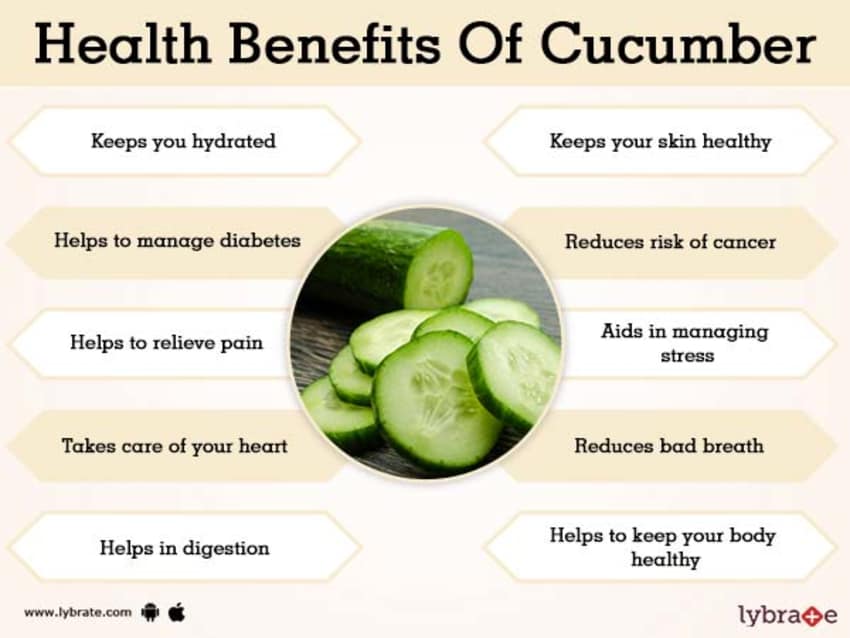 Health Benefits Of Cucumber
Keeps you hydrated
Keeps your skin healthy
Helps to manage diabetes
Reduces risk of cancer
Helps to relieve pain
Aids in managing
stress
Takes care of your heart
Reduces bad breath
Helps in digestion
Helps to keep your body
healthy
www.lybrate.com
lybrate